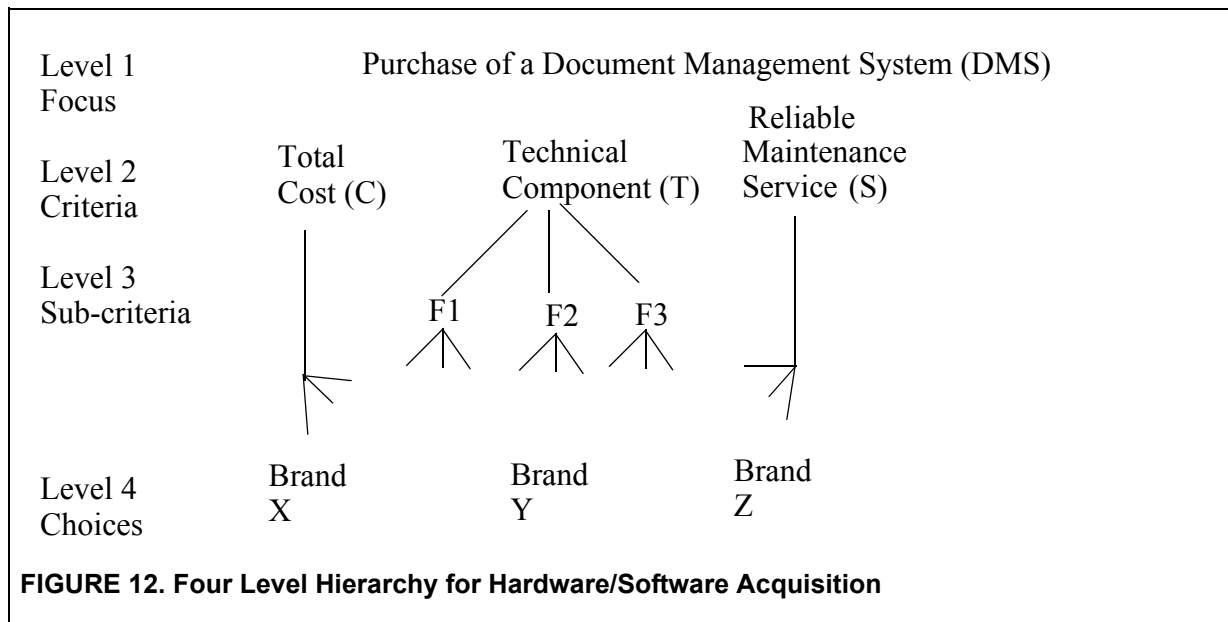 Level 1
Focus
Purchase of a Document Management System (DMS)
Level 2
Criteria
Total
Cost (C)
Technical
Component (T)
Reliable
Maintenance
Service (S)
Level 3
Sub-criteria
F1
F2
F3
Level 4
Choices
Brand
X
Brand
Y
Brand
Z
FIGURE 12. Four Level Hierarchy for Hardware/Software Acquisition